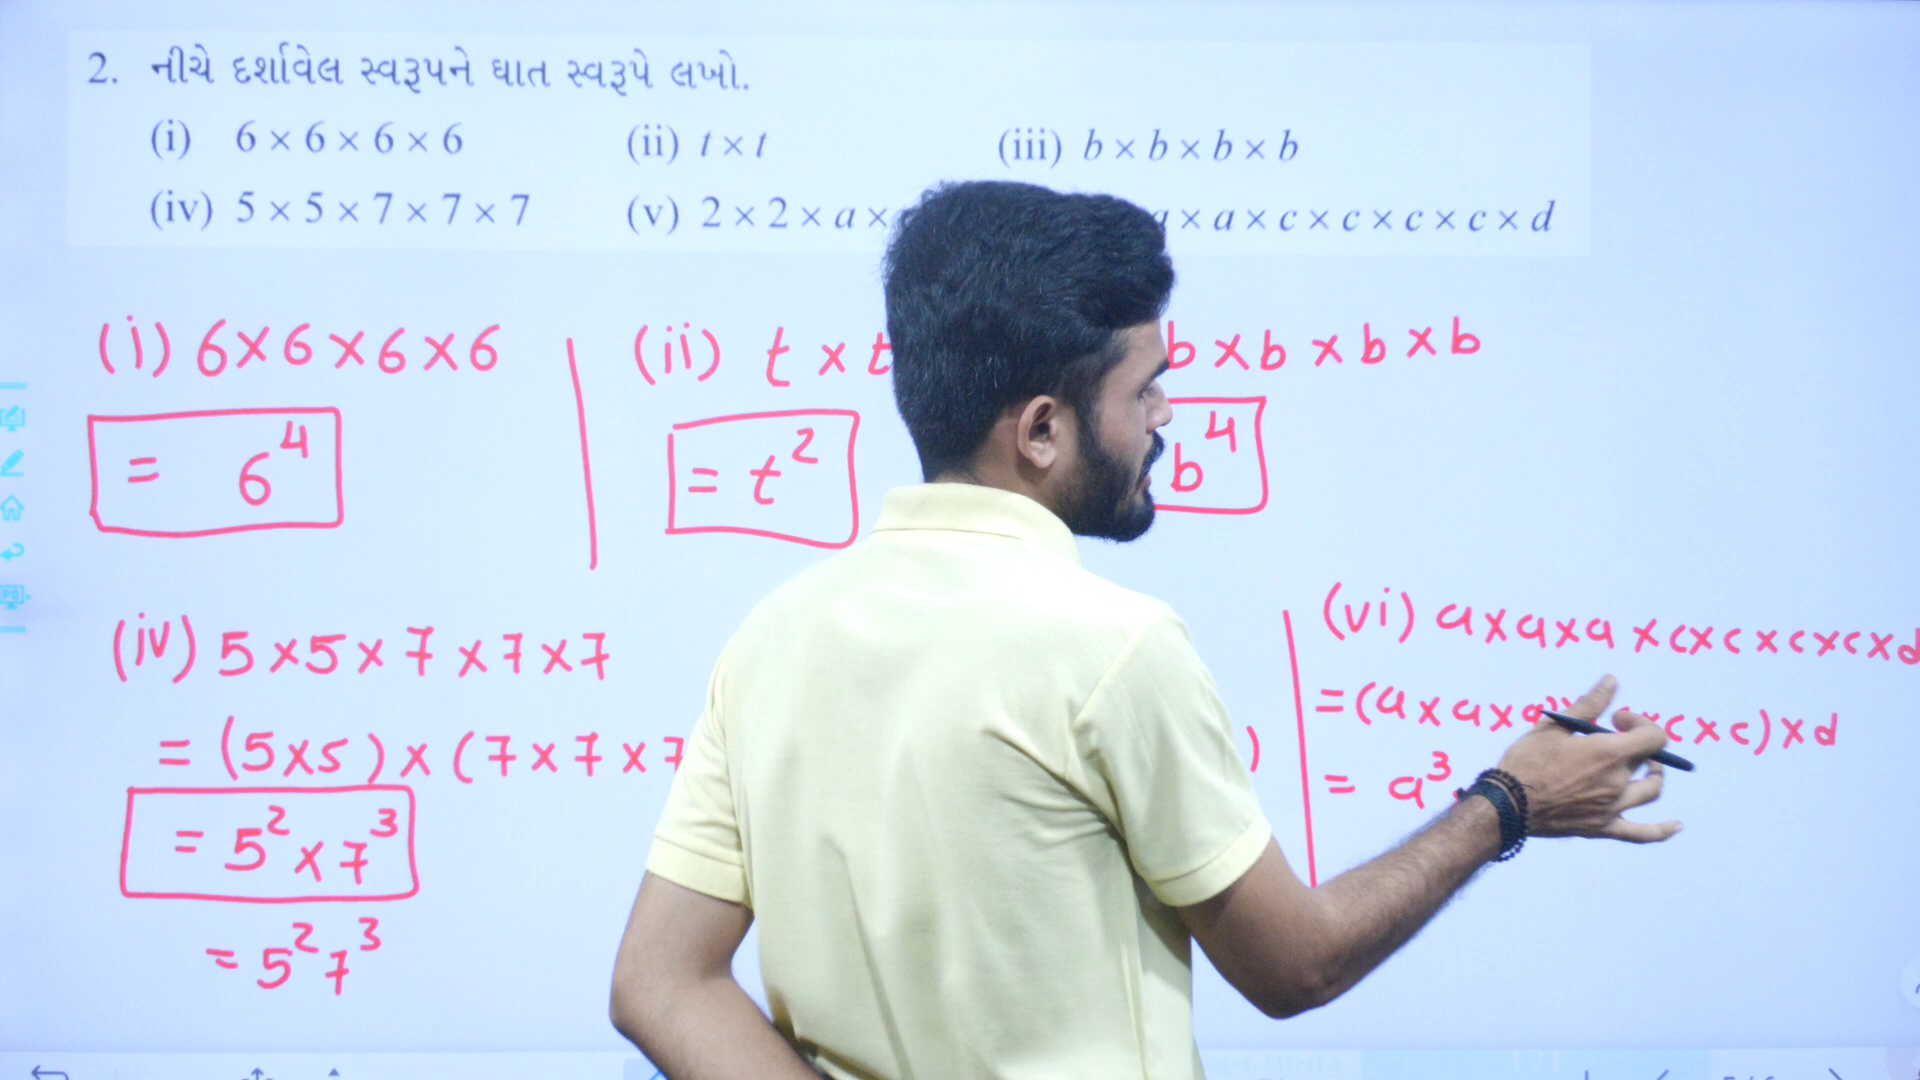 2. નીચે દર્શાવેલ સ્વરૂપને ઘાત સ્વરૂપે લખો.
(i) 6 × 6 × 6 × 6 (ii) t × t (iii) b × b × b × b
(iv) 5 × 5 × 7 × 7 × 7 (v) 2 × 2 × a × × a × c × c × c × c × d
(i) 6 × 6 × 6 × 6
= 6⁴
(ii) t × t
= t²
b × b × b × b
b⁴
(iv) 5 × 5 × 7 × 7 × 7
= (5 × 5) × (7 × 7 × 7
= 5² × 7³
= 5² 7³
)
(vi) a × a × a × c × c × c × c × d
= (a × a × a) × c × c) × d
= a³